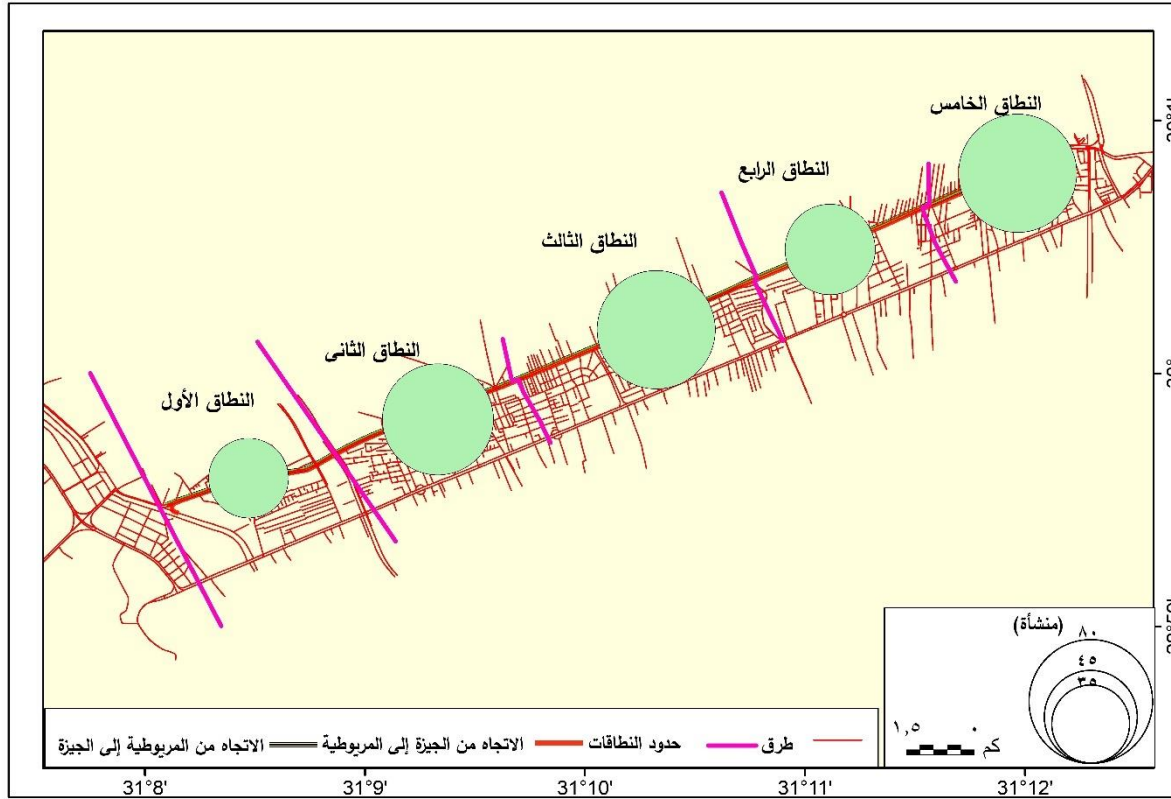 النطاق الخامس
النطاق الرابع
النطاق الثالث
النطاق الثانى
النطاق الأول
(منشأة)
٨٠
٤٥
٣٥
١,٥ ٠
كم
طرق
حدود النطاقات
الاتجاه من الجيزة إلى المريوطية
الاتجاه من المريوطية إلى الجيزة
31°8' 31°9' 31°10' 31°11' 31°12'